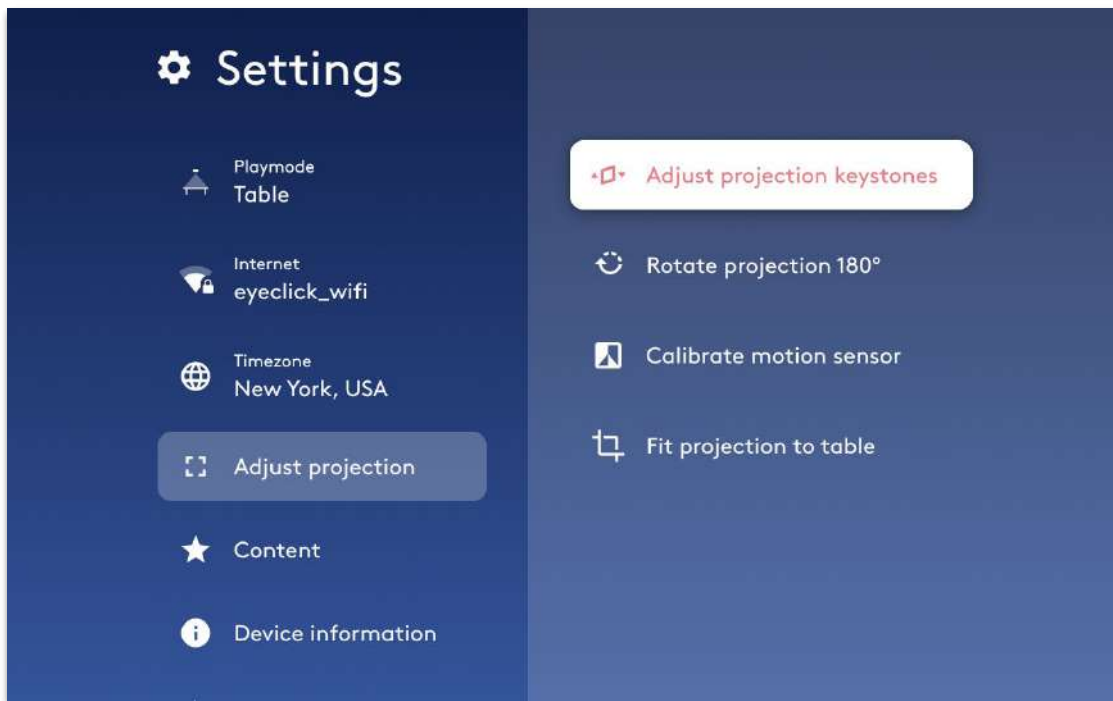 Settings
Playmode
Table
Internet
eyeclick_wifi
Timezone
New York, USA
Adjust projection
Content
Device information
Adjust projection keystones
Rotate projection 180°
Calibrate motion sensor
Fit projection to table